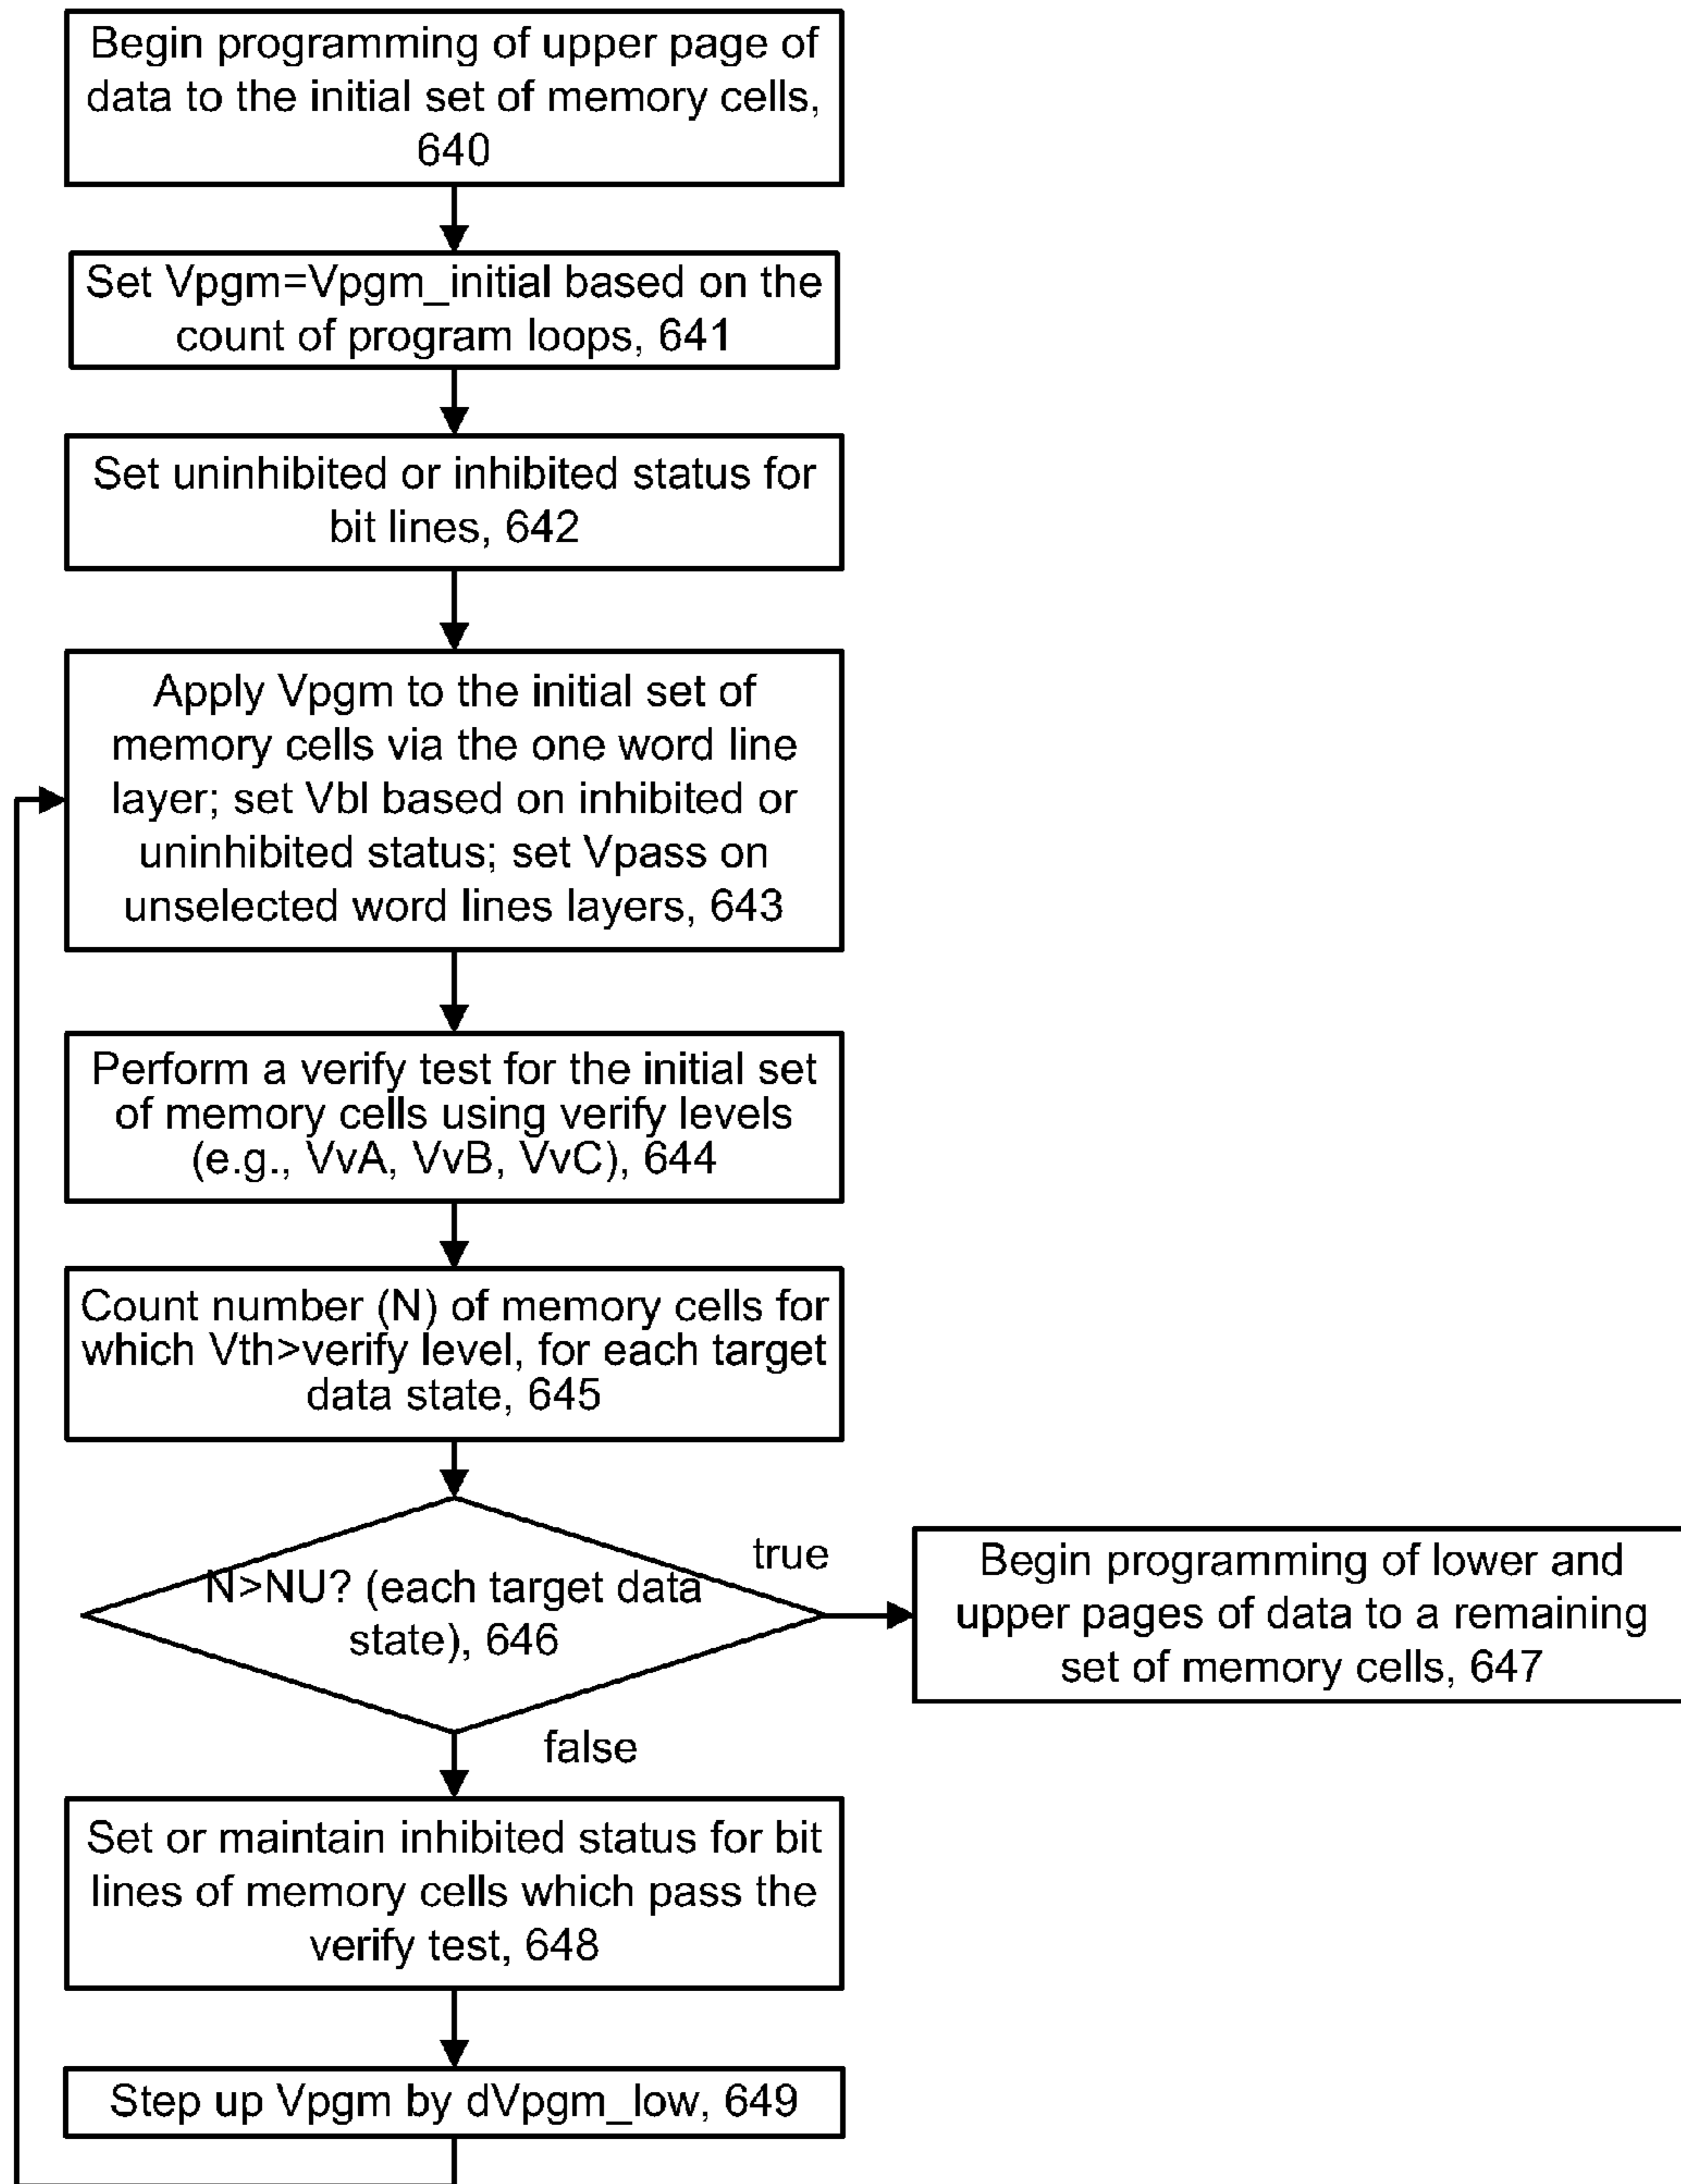 Begin programming of upper page of
data to the initial set of memory cells,
640
Set Vpgm=Vpgm_initial based on the
count of program loops, 641
Set uninhibited or inhibited status for
bit lines, 642
Apply Vpgm to the initial set of
memory cells via the one word line
layer; set Vbl based on inhibited or
uninhibited status; set Vpass on
unselected word lines layers, 643
Perform a verify test for the initial set
of memory cells using verify levels
(e.g., VvA, VvB, VvC), 644
Count number (N) of memory cells for
which Vth>verify level, for each target
data state, 645
N>NU? (each target data
state), 646
true
Begin programming of lower and
upper pages of data to a remaining
set of memory cells, 647
false
Set or maintain inhibited status for bit
lines of memory cells which pass the
verify test, 648
Step up Vpgm by dVpgm_low, 649